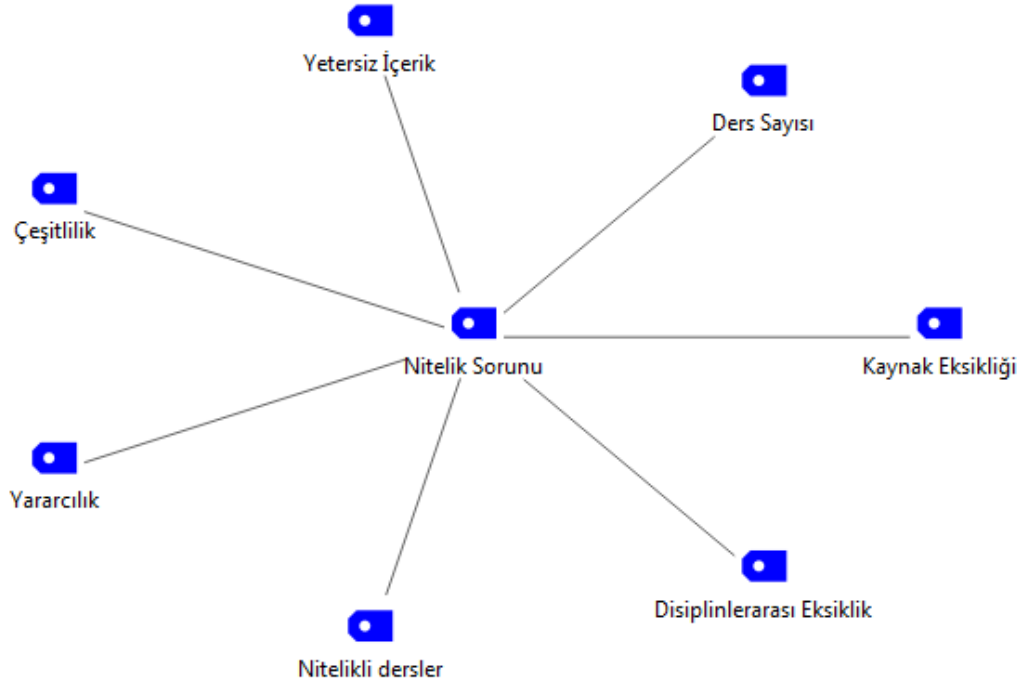 Yetersiz İçerik
Ders Sayısı
Çeşitlilik
Nitelik Sorunu
Kaynak Eksikliği
Yararcılık
Disiplinlerarası Eksiklik
Nitelikli dersler